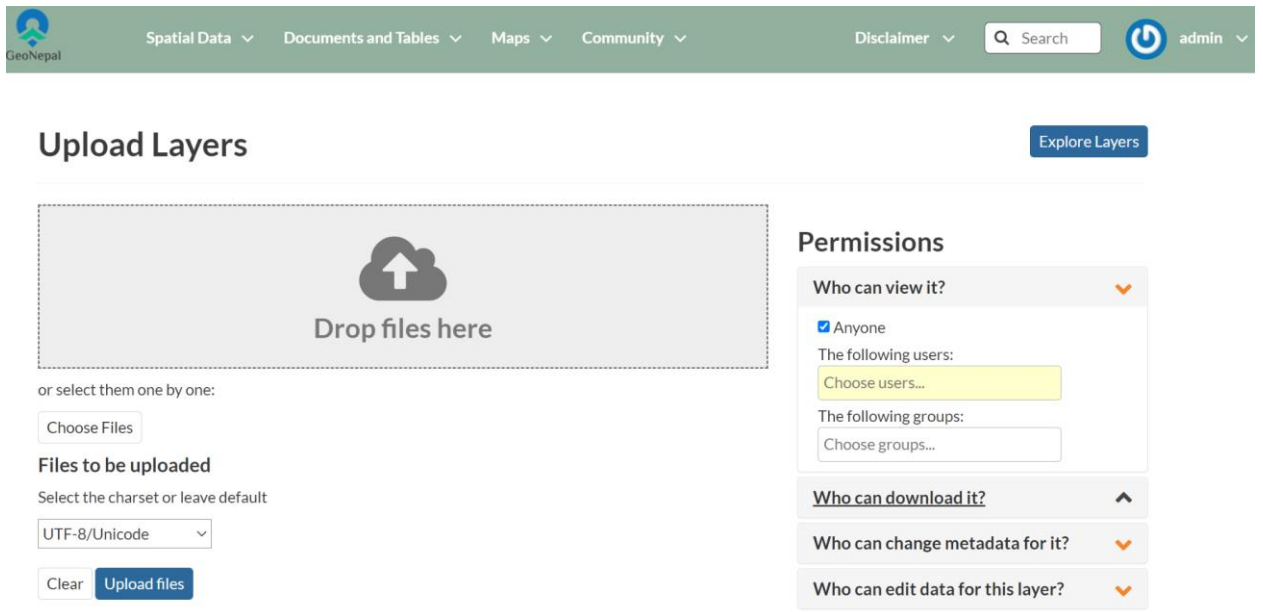 GeoNepal
Spatial Data
Documents and Tables
Maps
Community
Disclaimer
Search
admin
Upload Layers
Explore Layers
Drop files here
or select them one by one:
Choose Files
Files to be uploaded
Select the charset or leave default
UTF-8/Unicode
Clear
Upload files
Permissions
Who can view it?
Anyone
The following users:
Choose users...
The following groups:
Choose groups...
Who can download it?
Who can change metadata for it?
Who can edit data for this layer?